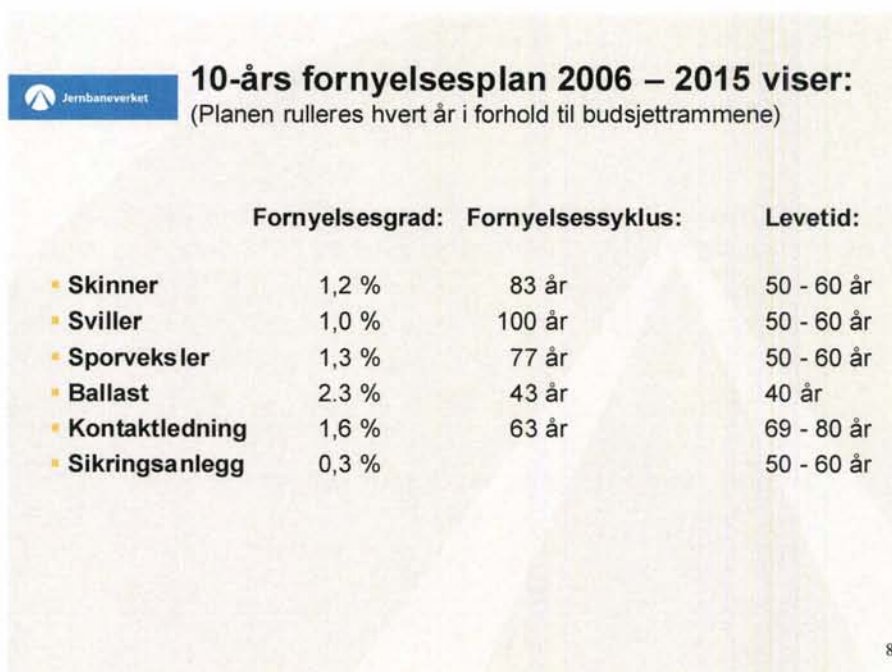 Jernbaneverket
10-års fornyelsesplan 2006 – 2015 viser:
(Planen rulleres hvert år i forhold til budsjettrammene)
Fornyelsesgrad: Fornyelsessyklus: Levetid:
Skinner 1,2 % 83 år 50 - 60 år
Sviller 1,0 % 100 år 50 - 60 år
Sporveksler 1,3 % 77 år 50 - 60 år
Ballast 2.3 % 43 år 40 år
Kontaktledning 1,6 % 63 år 69 - 80 år
Sikringsanlegg 0,3 % 50 - 60 år
8